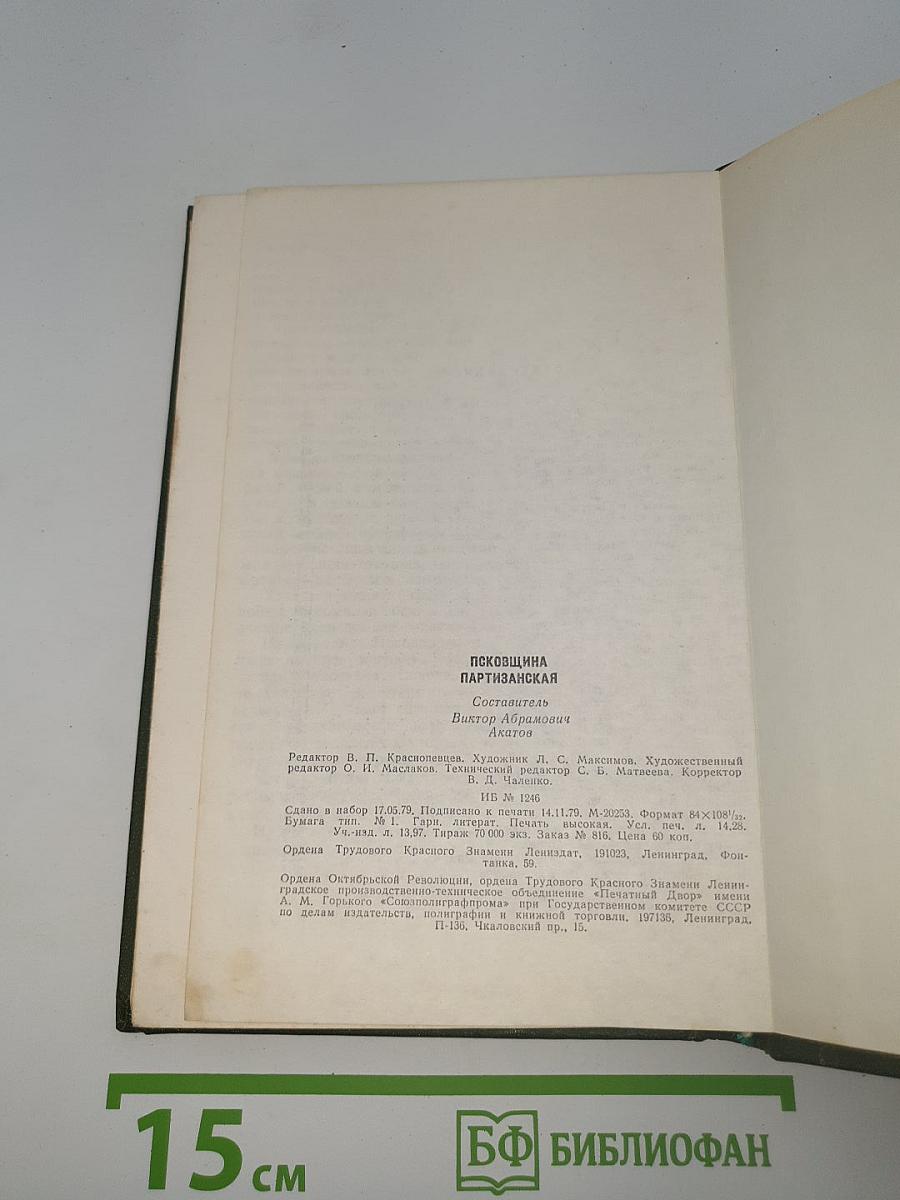 ПСКОВЩИНА
ПАРТИЗАНСКАЯ
Составитель
Виктор Абрамович
Акатов
Редактор В. П. Краснопевцев. Художник Л. С. Максимов. Художественный
редактор О. И. Маслаков. Технический редактор С. Б. Матвеева. Корректор
В. Д. Чаленко.
ИБ № 1246
Сдано в набор 17.05.79. Подписано к печати 14.11.79. М-20253. Формат 84×108¹/₃₂.
Бумага тип. № 1. Гарн. литерат. Печать высокая. Усл. печ. л. 14,28.
Уч.-изд. л. 13,97. Тираж 70 000 экз. Заказ № 816. Цена 60 коп.
Ордена Трудового Красного Знамени Лениздат, 191023, Ленинград, Фон-
танка, 59.
Ордена Октябрьской Революции, ордена Трудового Красного Знамени Ленин-
градское производственно-техническое объединение «Печатный Двор» имени
А. М. Горького «Союзполиграфпрома» при Государственном комитете СССР
по делам издательств, полиграфии и книжной торговли. 197136, Ленинград,
П-136, Чкаловский пр., 15.
15 см
БФ БИБЛИОФАН